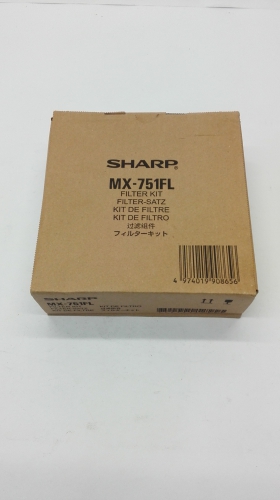 SHARP®
MX-751FL
FILTER KIT
FILTER-SATZ
KIT DE FILTRE
KIT DE FILTRO
过滤组件
フィルターキット
4 974019 908656
SHARP
MX-751FL